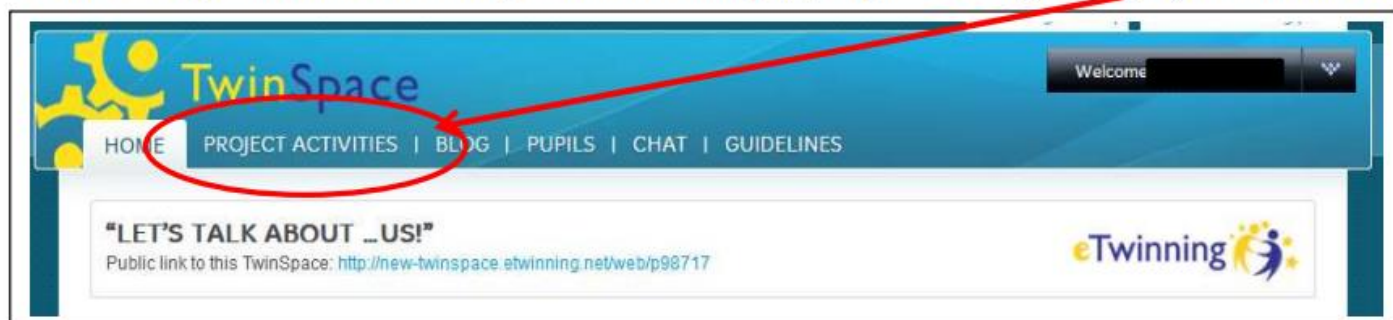 TwinSpace
Welcome
HOME PROJECT ACTIVITIES | BLOG | PUPILS | CHAT | GUIDELINES
“LET’S TALK ABOUT ...US!”
Public link to this TwinSpace: http://new-twinspace.etwinning.net/web/p98717
eTwinning